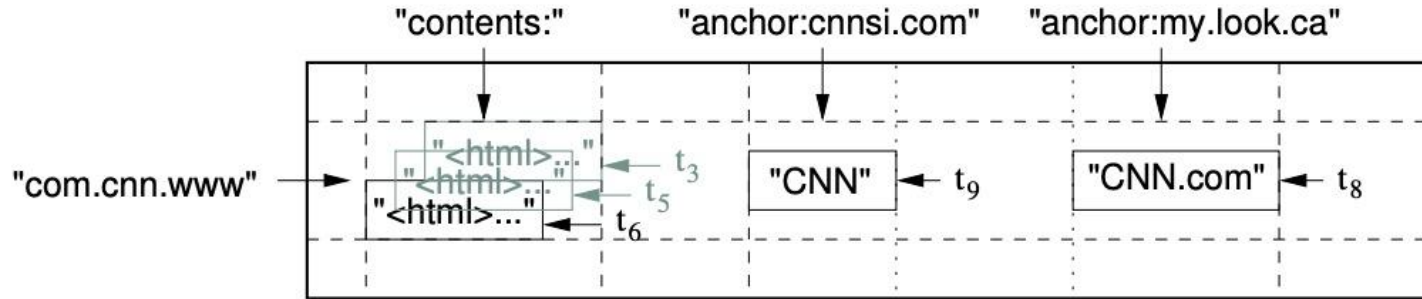 "contents:" "anchor:cnnsi.com" "anchor:my.look.ca"
"<html>..." t3
"com.cnn.www" "<html>..." t5 "CNN" t9 "CNN.com" t8
"<html>..." t6